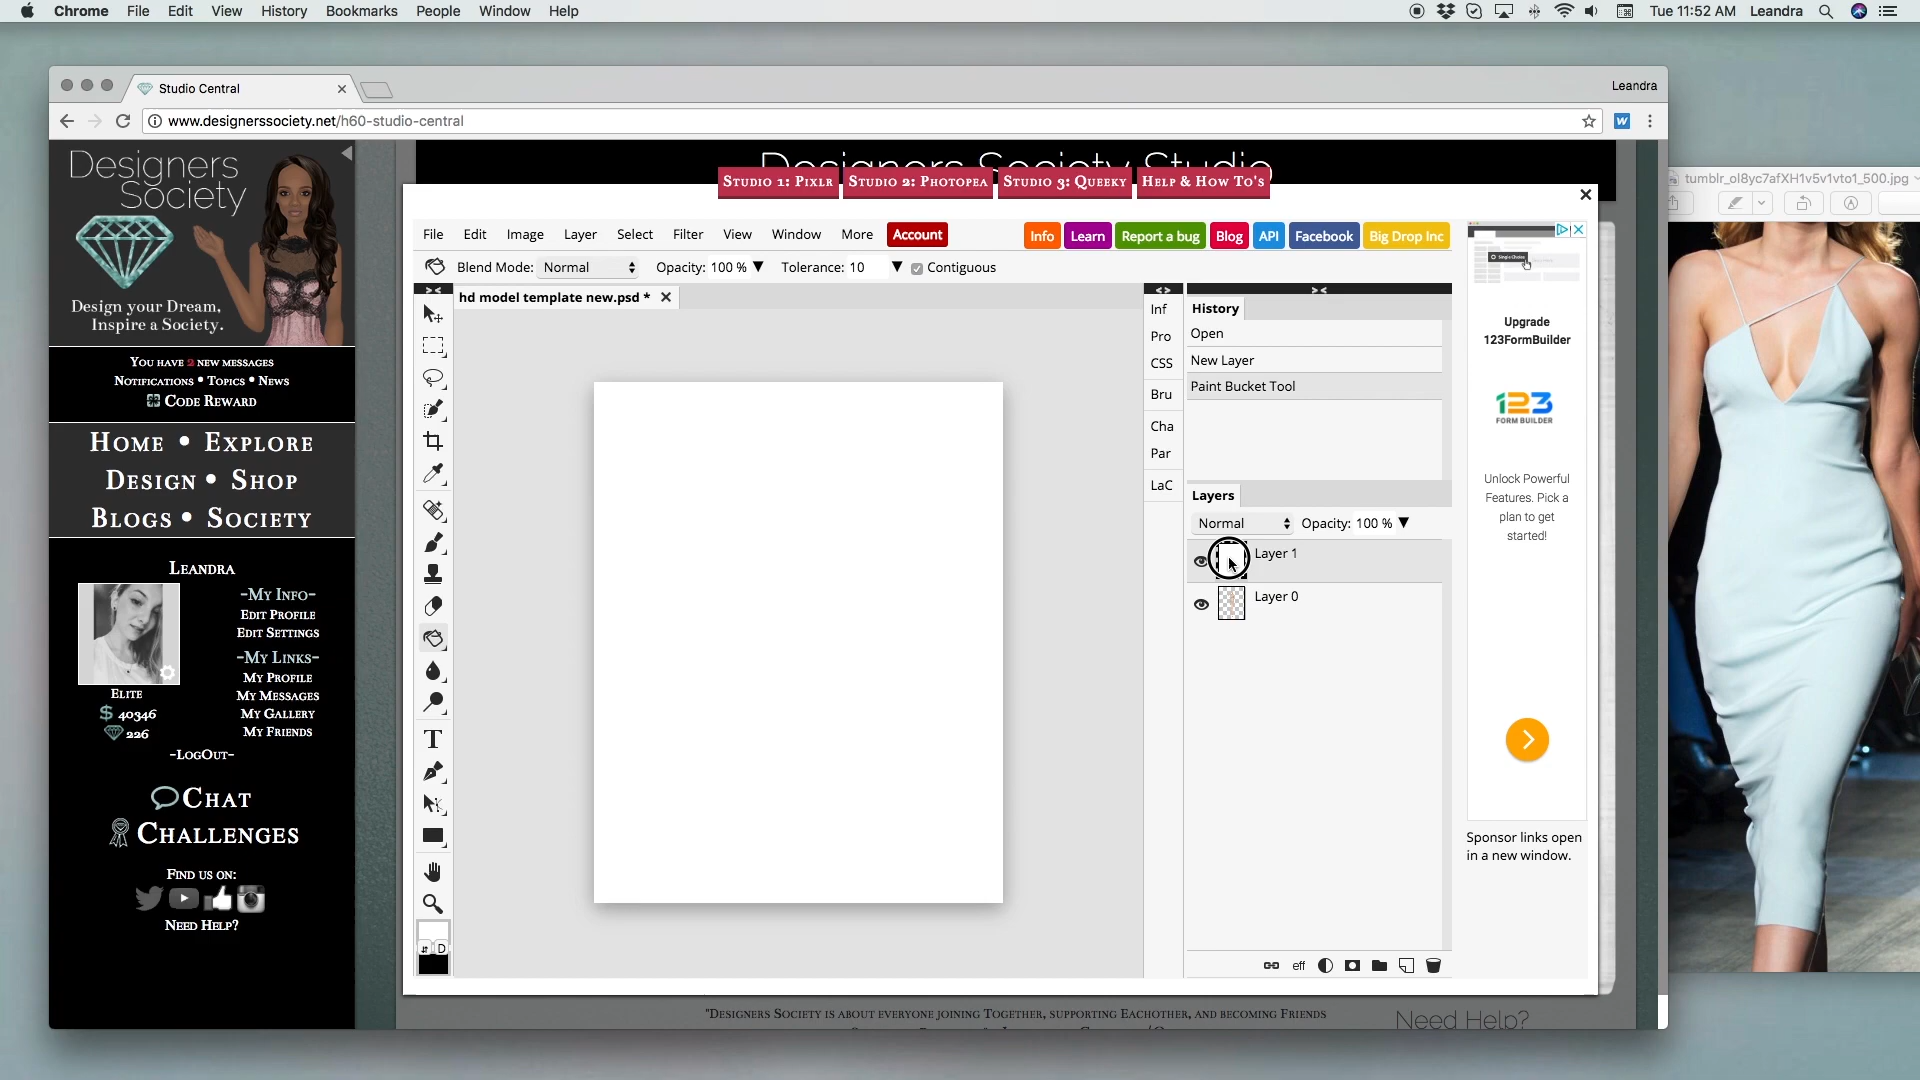 Chrome File Edit View History Bookmarks People Window Help
Tue 11:52 AM Leandra
Studio Central
Leandra
www.designerssociety.net/h60-studio-central
Designers
Society
Design your Dream,
Inspire a Society.
You have 2 new messages
Notifications • Topics • News
Code Reward
Home • Explore
Design • Shop
Blogs • Society
Leandra
-My Info-
Edit Profile
Edit Settings
-My Links-
My Profile
My Messages
My Gallery
My Friends
Elite
$ 40346
226
-LogOut-
Chat
Challenges
Find us on:
Need Help?
Designers Society Studio
Studio 1: Pixlr Studio 2: Photopea Studio 3: Queeky Help & How To's
File Edit Image Layer Select Filter View Window More Account
Info Learn Report a bug Blog API Facebook Big Drop Inc
Blend Mode: Normal Opacity: 100 % Tolerance: 10 Contiguous
hd model template new.psd *
Inf
Pro
CSS
Bru
Cha
Par
LaC
History
Open
New Layer
Paint Bucket Tool
Layers
Normal Opacity: 100 %
Layer 1
Layer 0
eff
D
T
Upgrade
123FormBuilder
123
FORM BUILDER
Unlock Powerful
Features. Pick a
plan to get
started!
Sponsor links open
in a new window.
tumblr_ol8yc7afXH1v5v1vto1_500.jpg
"Designers Society is about everyone joining Together, supporting Eachother, and becoming Friends
Need Help?